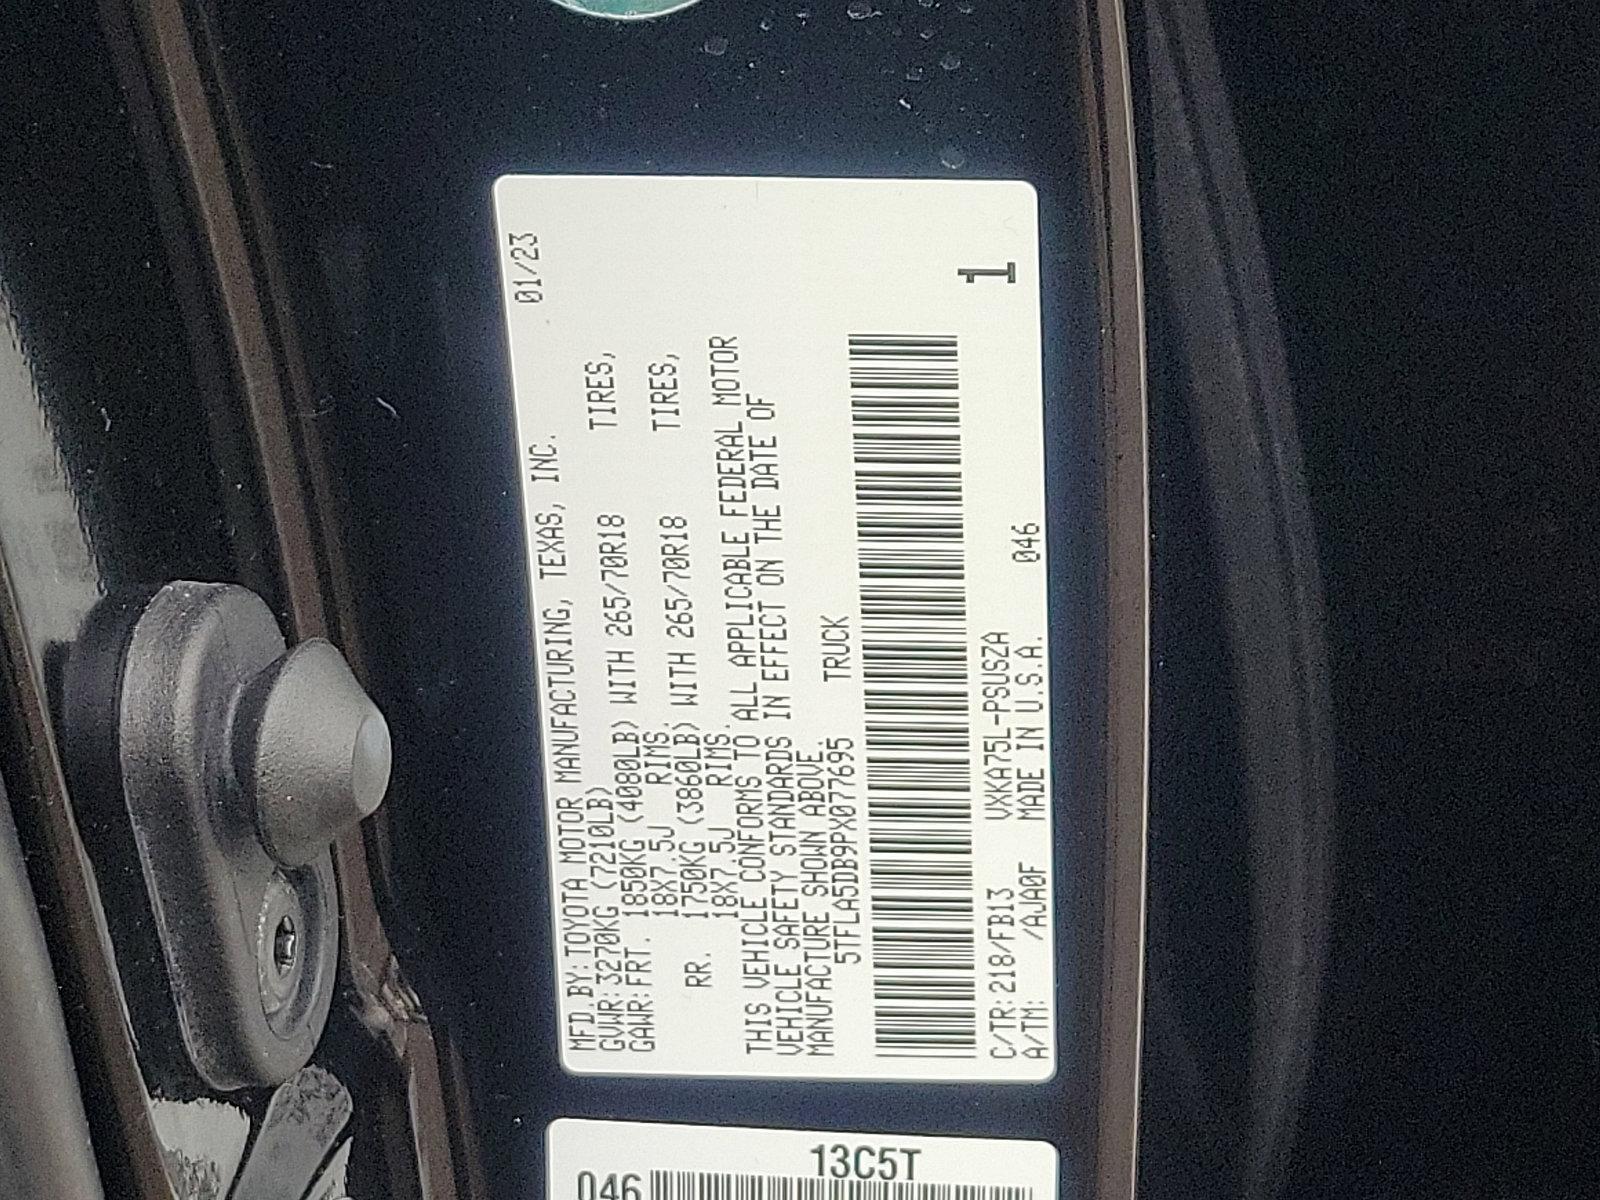 01/23
MFD.BY:TOYOTA MOTOR MANUFACTURING, TEXAS, INC.
GVWR:3270KG (7210LB)
GAWR:FRT. 1850KG (4080LB) WITH 265/70R18 TIRES,
18X7.5J RIMS.
RR. 1750KG (3860LB) WITH 265/70R18 TIRES,
18X7.5J RIMS.
THIS VEHICLE CONFORMS TO ALL APPLICABLE FEDERAL MOTOR
VEHICLE SAFETY STANDARDS IN EFFECT ON THE DATE OF
MANUFACTURE SHOWN ABOVE.
5TFLA5DB9PX077695 TRUCK
1
C/TR:218/FB13 VXKA75L-PSUSZA
A/TM: /AJA0F MADE IN U.S.A. 046
046
13C5T